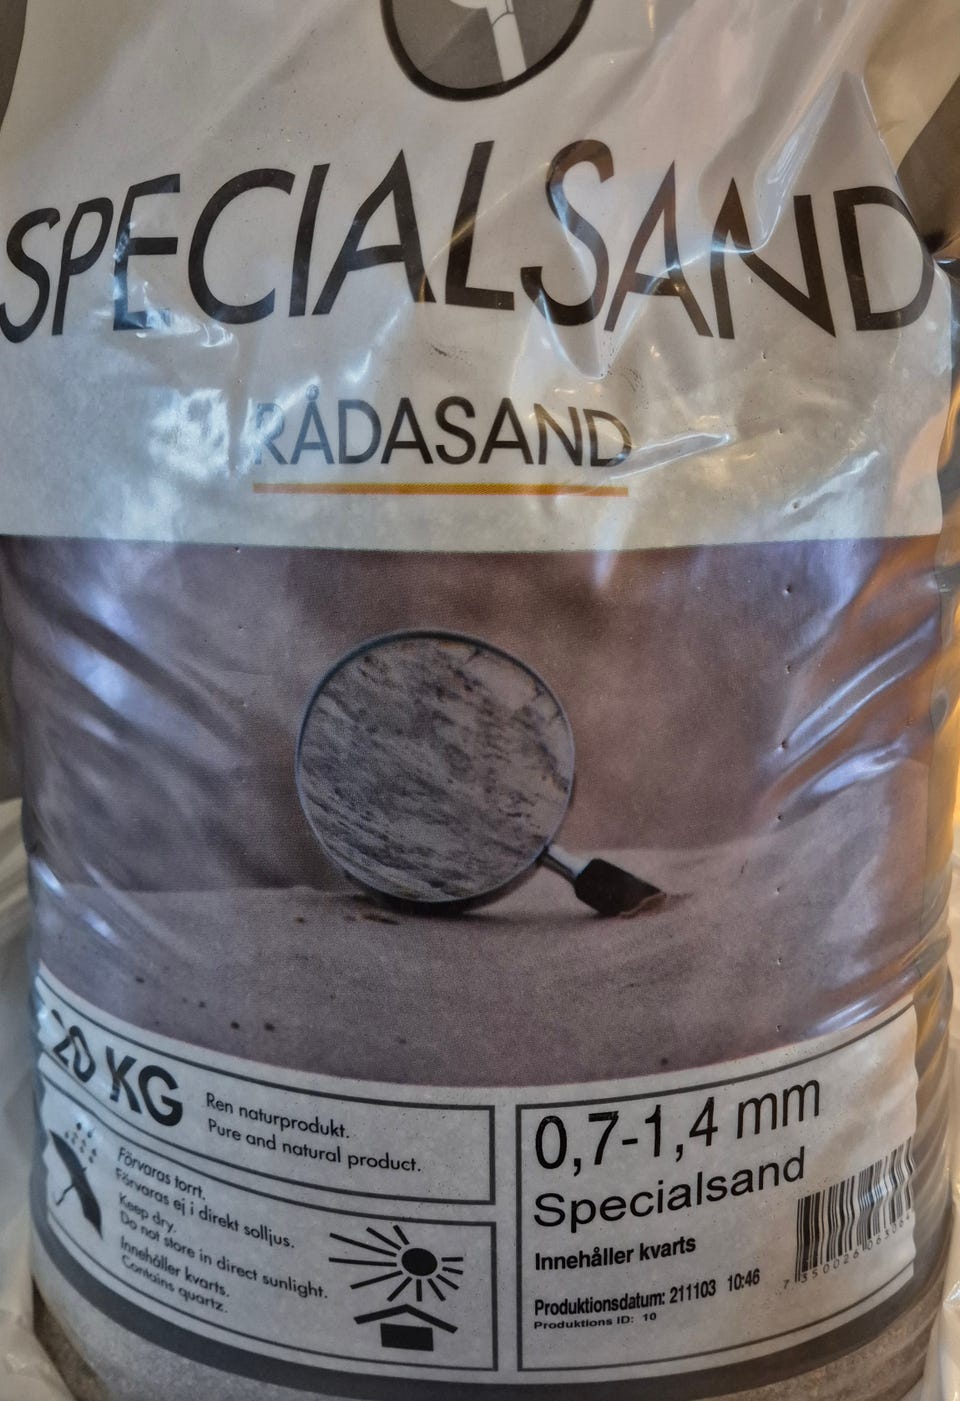 SPECIALSAND
RÅDASAND
20 KG
Ren naturprodukt.
Pure and natural product.
Förvaras torrt.
Förvaras ej i direkt solljus.
Keep dry.
Do not store in direct sunlight.
Innehåller kvarts.
Contains quartz.
0,7-1,4 mm
Specialsand
Innehåller kvarts
Produktionsdatum: 211103 10:46
Produktions ID: 10